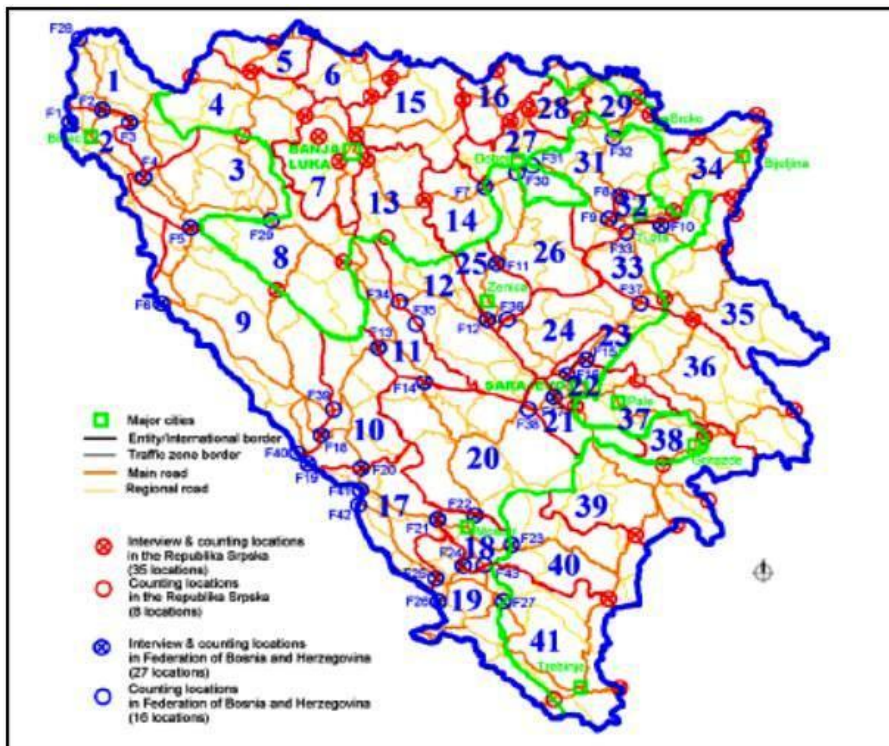 F28
1
5
6
4
15
16
28
29
F1
F2
F3
2
BANJA
LUKA
27
Brcko
F31
31
F32
34
Bijeljina
F4
3
7
F30
F7
F8
32
13
14
F9
F10
F5
F29
8
F33
33
26
25
F11
F6
12
Zenica
F37
9
F34
F35
F12
F36
35
24
23
F13
11
F15
36
F14
SARAJEVO
F16
22
Pale
37
F39
F38
21
38
Gorazde
10
F18
F40
F19
F20
20
39
F41
17
F42
F22
F21
Mostar
F23
18
F24
F43
40
F25
F26
19
F27
41
Trebinje
Major cities
Entity/International border
Traffic zone border
Main road
Regional road
Interview & counting locations
in the Republika Srpska
(35 locations)
Counting locations
in the Republika Srpska
(8 locations)
Interview & counting locations
in Federation of Bosnia and Herzegovina
(27 locations)
Counting locations
in Federation of Bosnia and Herzegovina
(16 locations)